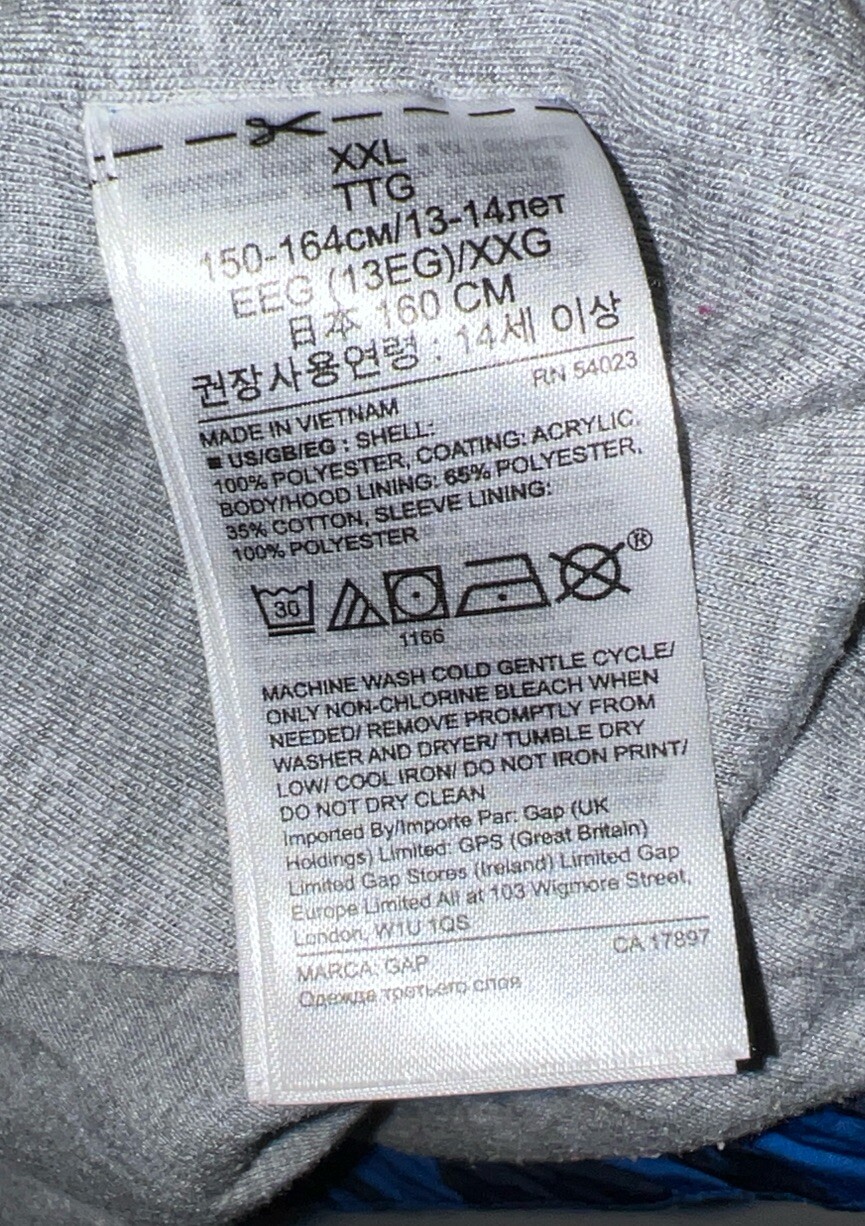 XXL
TTG
150-164см/13-14лет
EEG (13EG)/XXG
日本 160 CM
권장사용연령 : 14세 이상
RN 54023
MADE IN VIETNAM
■ US/GB/EG : SHELL:
100% POLYESTER, COATING: ACRYLIC,
BODY/HOOD LINING: 65% POLYESTER,
35% COTTON, SLEEVE LINING:
100% POLYESTER
30
®
1166
MACHINE WASH COLD GENTLE CYCLE/
ONLY NON-CHLORINE BLEACH WHEN
NEEDED/ REMOVE PROMPTLY FROM
WASHER AND DRYER/ TUMBLE DRY
LOW/ COOL IRON/ DO NOT IRON PRINT/
DO NOT DRY CLEAN
Imported By/Importe Par: Gap (UK
Holdings) Limited: GPS (Great Britain)
Limited Gap Stores (Ireland) Limited Gap
Europe Limited All at 103 Wigmore Street,
London, W1U 1QS
CA 17897
MARCA: GAP
Одежда третьего слоя